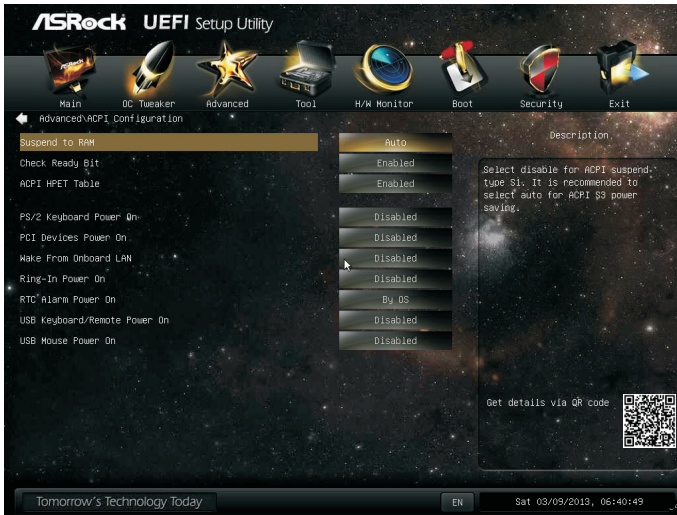 ASRock UEFI Setup Utility
ASRock
Main OC Tweaker Advanced Tool H/W Monitor Boot Security Exit
Advanced\ACPI Configuration
Description
Suspend to RAM Auto
Check Ready Bit Enabled
ACPI HPET Table Enabled
PS/2 Keyboard Power On Disabled
PCI Devices Power On Disabled
Wake From Onboard LAN Disabled
Ring-In Power On Disabled
RTC Alarm Power On By OS
USB Keyboard/Remote Power On Disabled
USB Mouse Power On Disabled
Select disable for ACPI suspend
type S1. It is recommended to
select auto for ACPI S3 power
saving.
Get details via QR code
Tomorrow's Technology Today
EN
Sat 03/09/2013, 06:40:49